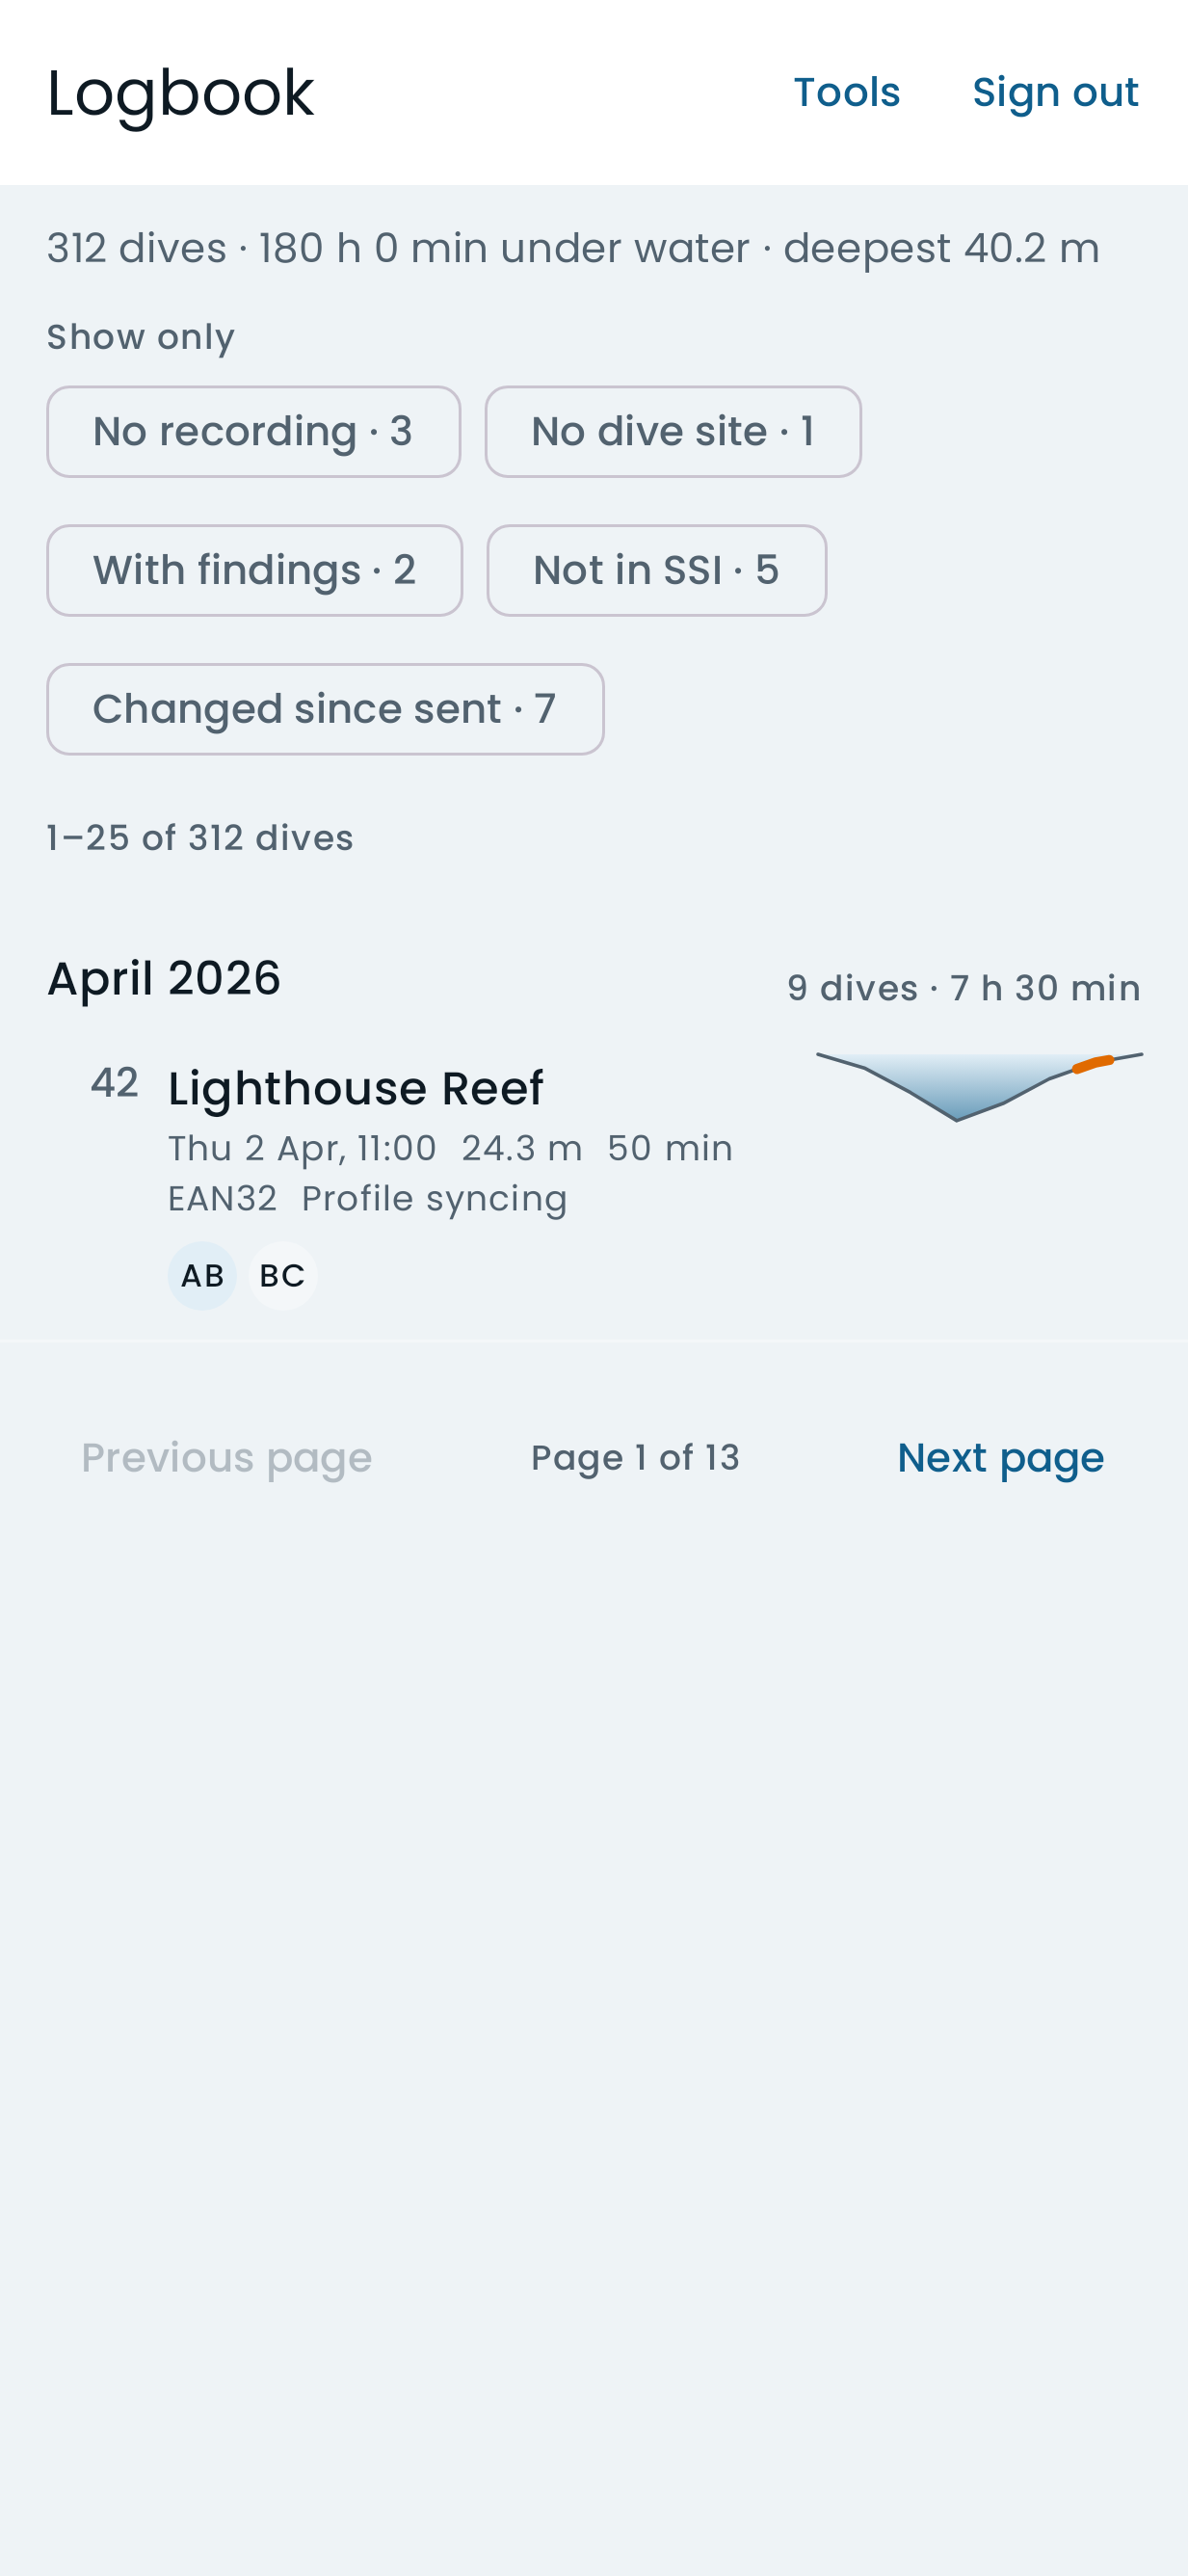 Logbook
Tools
Sign out
312 dives · 180 h 0 min under water · deepest 40.2 m
Show only
No recording · 3
No dive site · 1
With findings · 2
Not in SSI · 5
Changed since sent · 7
1–25 of 312 dives
April 2026
9 dives · 7 h 30 min
42
Lighthouse Reef
Thu 2 Apr, 11:00 24.3 m 50 min
EAN32 Profile syncing
AB BC
Previous page
Page 1 of 13
Next page